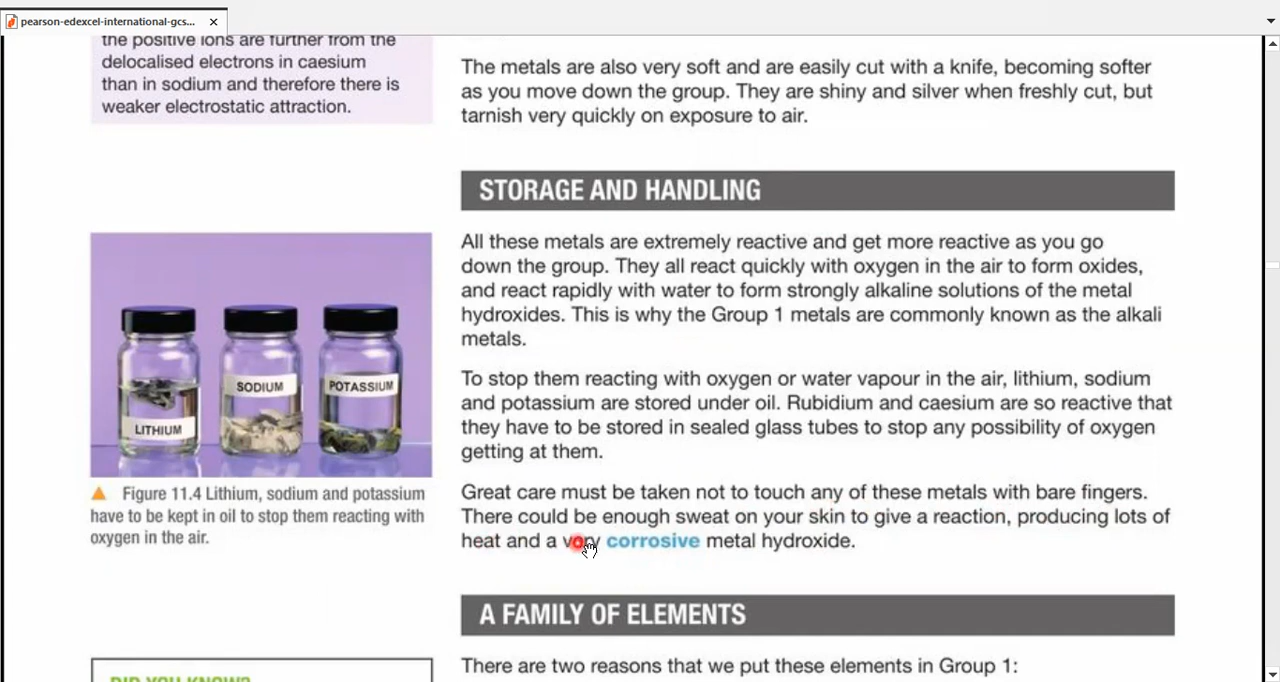 pearson-edexcel-international-gcs...
the positive ions are further from the
delocalised electrons in caesium
than in sodium and therefore there is
weaker electrostatic attraction.
The metals are also very soft and are easily cut with a knife, becoming softer
as you move down the group. They are shiny and silver when freshly cut, but
tarnish very quickly on exposure to air.
STORAGE AND HANDLING
All these metals are extremely reactive and get more reactive as you go
down the group. They all react quickly with oxygen in the air to form oxides,
and react rapidly with water to form strongly alkaline solutions of the metal
hydroxides. This is why the Group 1 metals are commonly known as the alkali
metals.
LITHIUM
SODIUM
POTASSIUM
Figure 11.4 Lithium, sodium and potassium
have to be kept in oil to stop them reacting with
oxygen in the air.
To stop them reacting with oxygen or water vapour in the air, lithium, sodium
and potassium are stored under oil. Rubidium and caesium are so reactive that
they have to be stored in sealed glass tubes to stop any possibility of oxygen
getting at them.
Great care must be taken not to touch any of these metals with bare fingers.
There could be enough sweat on your skin to give a reaction, producing lots of
heat and a very corrosive metal hydroxide.
A FAMILY OF ELEMENTS
There are two reasons that we put these elements in Group 1:
DID YOU KNOW?